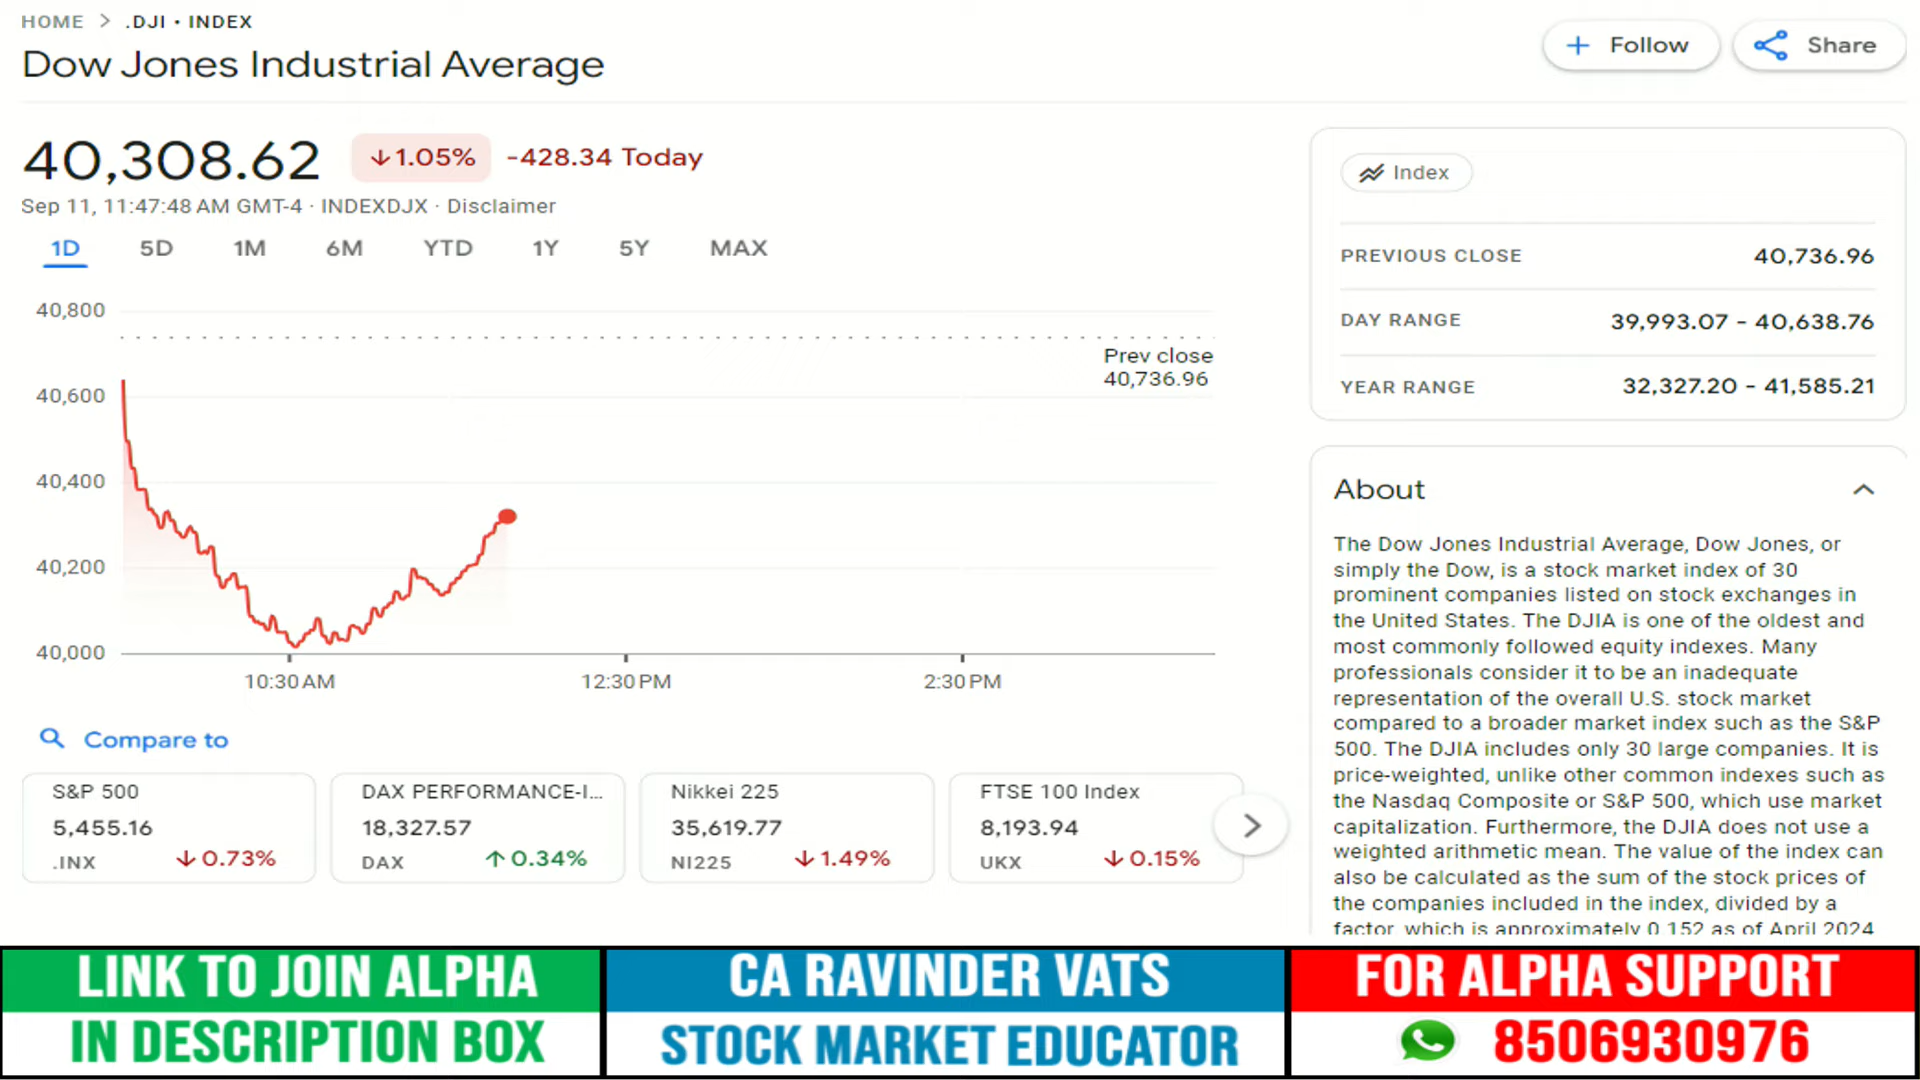 HOME > .DJI • INDEX
Dow Jones Industrial Average
+ Follow
Share
40,308.62 ↓1.05% -428.34 Today
Sep 11, 11:47:48 AM GMT-4 · INDEXDJX · Disclaimer
1D 5D 1M 6M YTD 1Y 5Y MAX
40,800
Prev close
40,736.96
40,600
40,400
40,200
40,000
10:30 AM 12:30 PM 2:30 PM
Compare to
S&P 500
5,455.16
.INX ↓0.73%
DAX PERFORMANCE-I...
18,327.57
DAX ↑0.34%
Nikkei 225
35,619.77
NI225 ↓1.49%
FTSE 100 Index
8,193.94
UKX ↓0.15%
Index
PREVIOUS CLOSE 40,736.96
DAY RANGE 39,993.07 - 40,638.76
YEAR RANGE 32,327.20 - 41,585.21
About
The Dow Jones Industrial Average, Dow Jones, or
simply the Dow, is a stock market index of 30
prominent companies listed on stock exchanges in
the United States. The DJIA is one of the oldest and
most commonly followed equity indexes. Many
professionals consider it to be an inadequate
representation of the overall U.S. stock market
compared to a broader market index such as the S&P
500. The DJIA includes only 30 large companies. It is
price-weighted, unlike other common indexes such as
the Nasdaq Composite or S&P 500, which use market
capitalization. Furthermore, the DJIA does not use a
weighted arithmetic mean. The value of the index can
also be calculated as the sum of the stock prices of
the companies included in the index, divided by a
factor, which is approximately 0.152 as of April 2024
LINK TO JOIN ALPHA
IN DESCRIPTION BOX
CA RAVINDER VATS
STOCK MARKET EDUCATOR
FOR ALPHA SUPPORT
8506930976